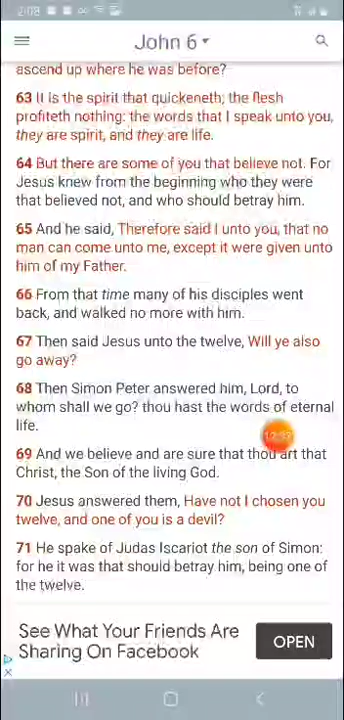 2:08
John 6
ascend up where he was before?
63 It is the spirit that quickeneth; the flesh
profiteth nothing: the words that I speak unto you,
they are spirit, and they are life.
64 But there are some of you that believe not. For
Jesus knew from the beginning who they were
that believed not, and who should betray him.
65 And he said, Therefore said I unto you, that no
man can come unto me, except it were given unto
him of my Father.
66 From that time many of his disciples went
back, and walked no more with him.
67 Then said Jesus unto the twelve, Will ye also
go away?
68 Then Simon Peter answered him, Lord, to
whom shall we go? thou hast the words of eternal
life.
69 And we believe and are sure that thou art that
Christ, the Son of the living God.
70 Jesus answered them, Have not I chosen you
twelve, and one of you is a devil?
71 He spake of Judas Iscariot the son of Simon:
for he it was that should betray him, being one of
the twelve.
See What Your Friends Are
Sharing On Facebook
OPEN